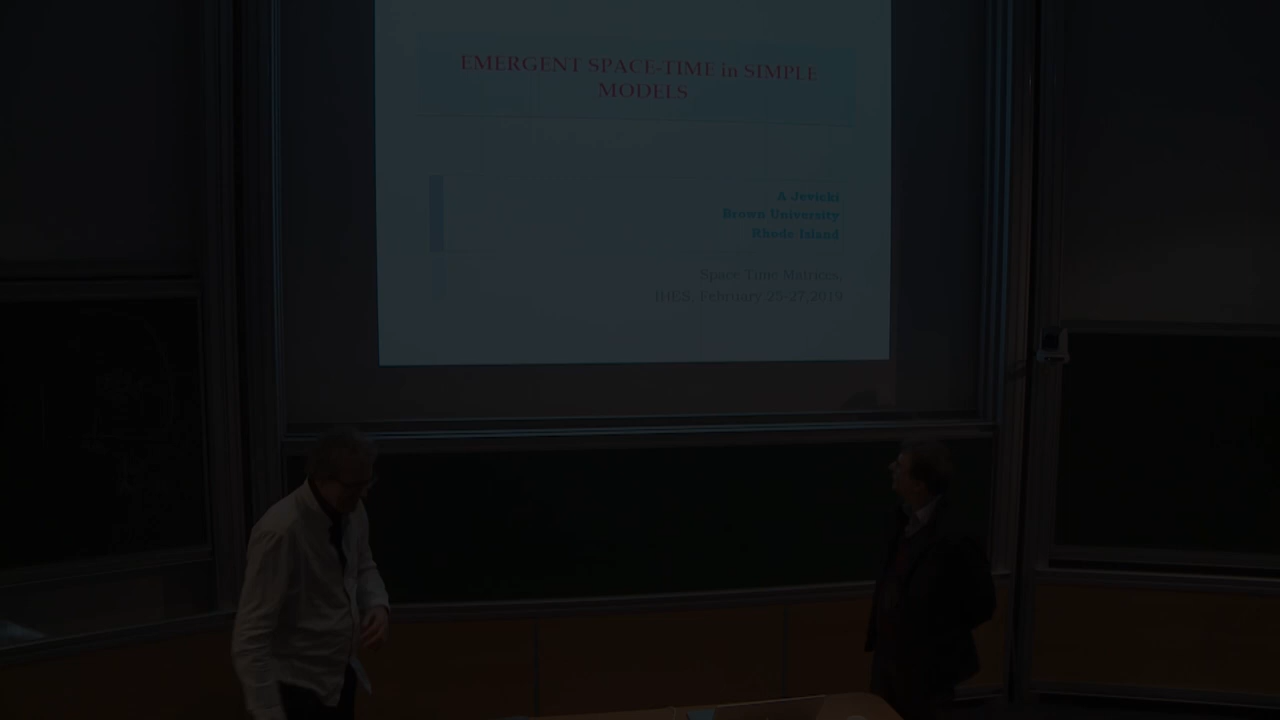 EMERGENT SPACE-TIME in SIMPLE
MODELS
A Jevicki
Brown University
Rhode Island
Space Time Matrices,
IHES, February 25-27,2019